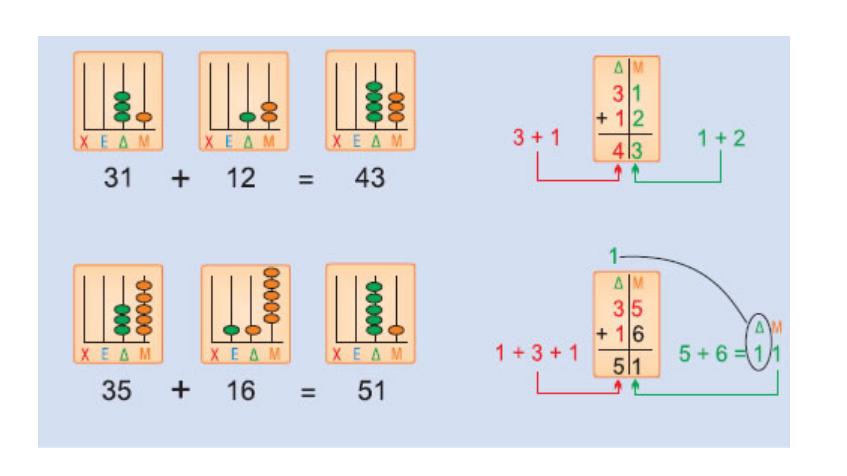 Χ Ε Δ Μ
Χ Ε Δ Μ
Χ Ε Δ Μ
31 + 12 = 43
Δ Μ
3 1
+ 1 2
4 3
3 + 1
1 + 2
Χ Ε Δ Μ
Χ Ε Δ Μ
Χ Ε Δ Μ
35 + 16 = 51
1
Δ Μ
3 5
+ 1 6
5 1
1 + 3 + 1
Δ Μ
5 + 6 = 1 1